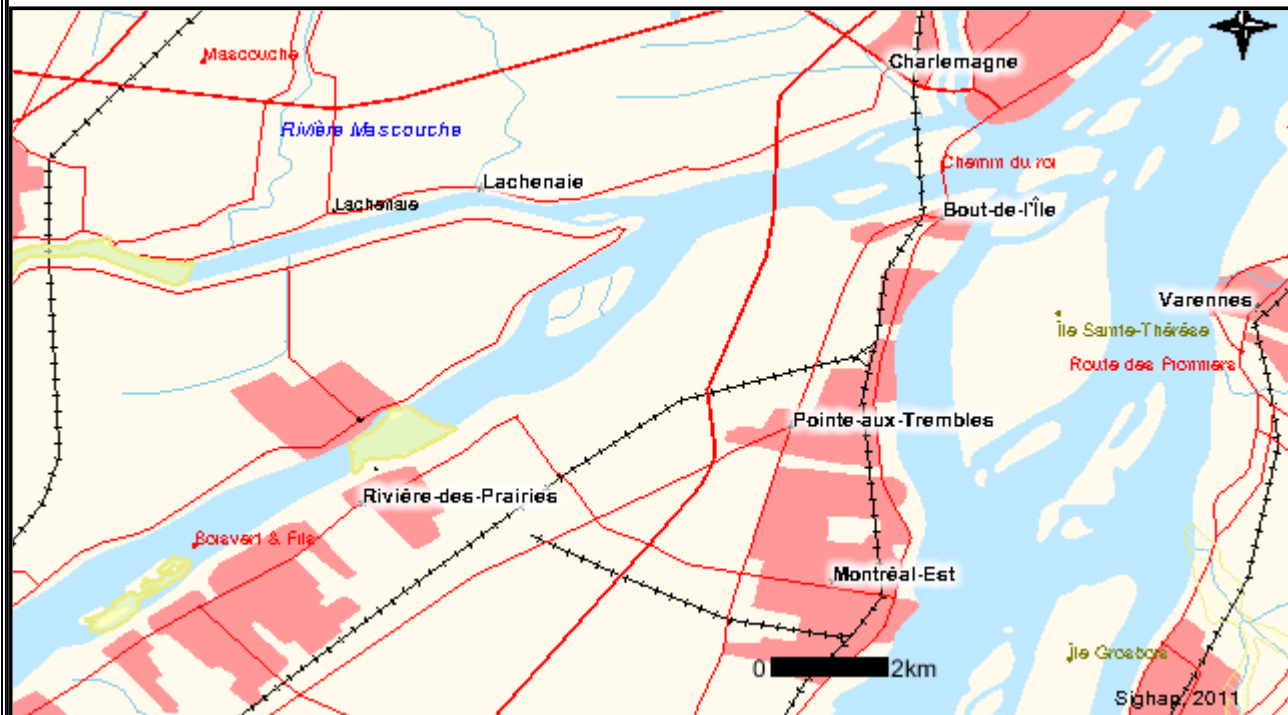 Mascouche
Charlemagne
Rivière Mascouche
Chemin du roi
Lachenaie
Lachenaie
Bout-de-l'Île
Varennes
Île Sainte-Thérèse
Route des Pionniers
Pointe-aux-Trembles
Rivière-des-Prairies
Boisvert & Fils
Montréal-Est
Île Grosbois
0 2km
Sighap, 2011